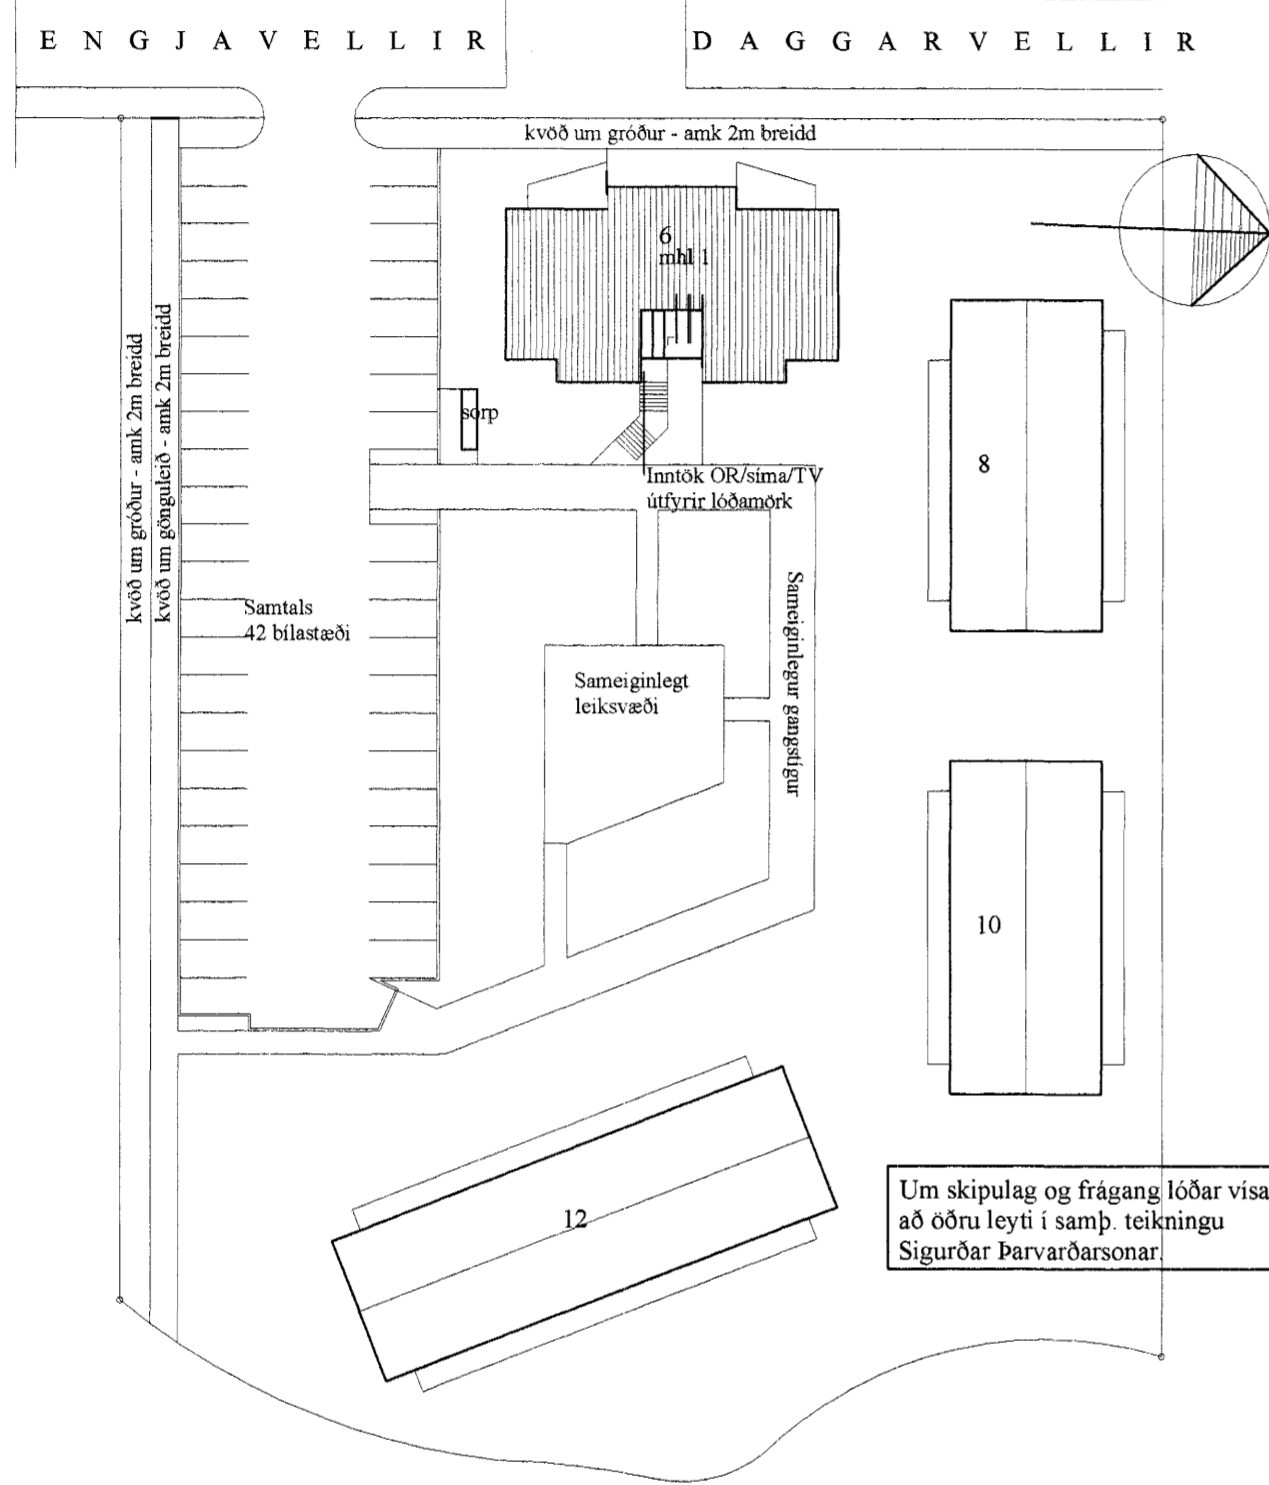 ENGJAVELLIR
DAGGARVELLIR
kvöð um gróður - amk 2m breidd
6
mhl 1
kvöð um gróður - amk 2m breidd
kvöð um gönguleið - amk 2m breidd
sorp
8
Inntök OR/síma/TV
útfyrir lóðamörk
Samtals
42 bílastæði
Sameiginlegur gangstígur
Sameiginlegt
leiksvæði
10
12
Um skipulag og frágang lóðar vísa
að öðru leyti í samþ. teikningu
Sigurðar Þarvarðarsonar.